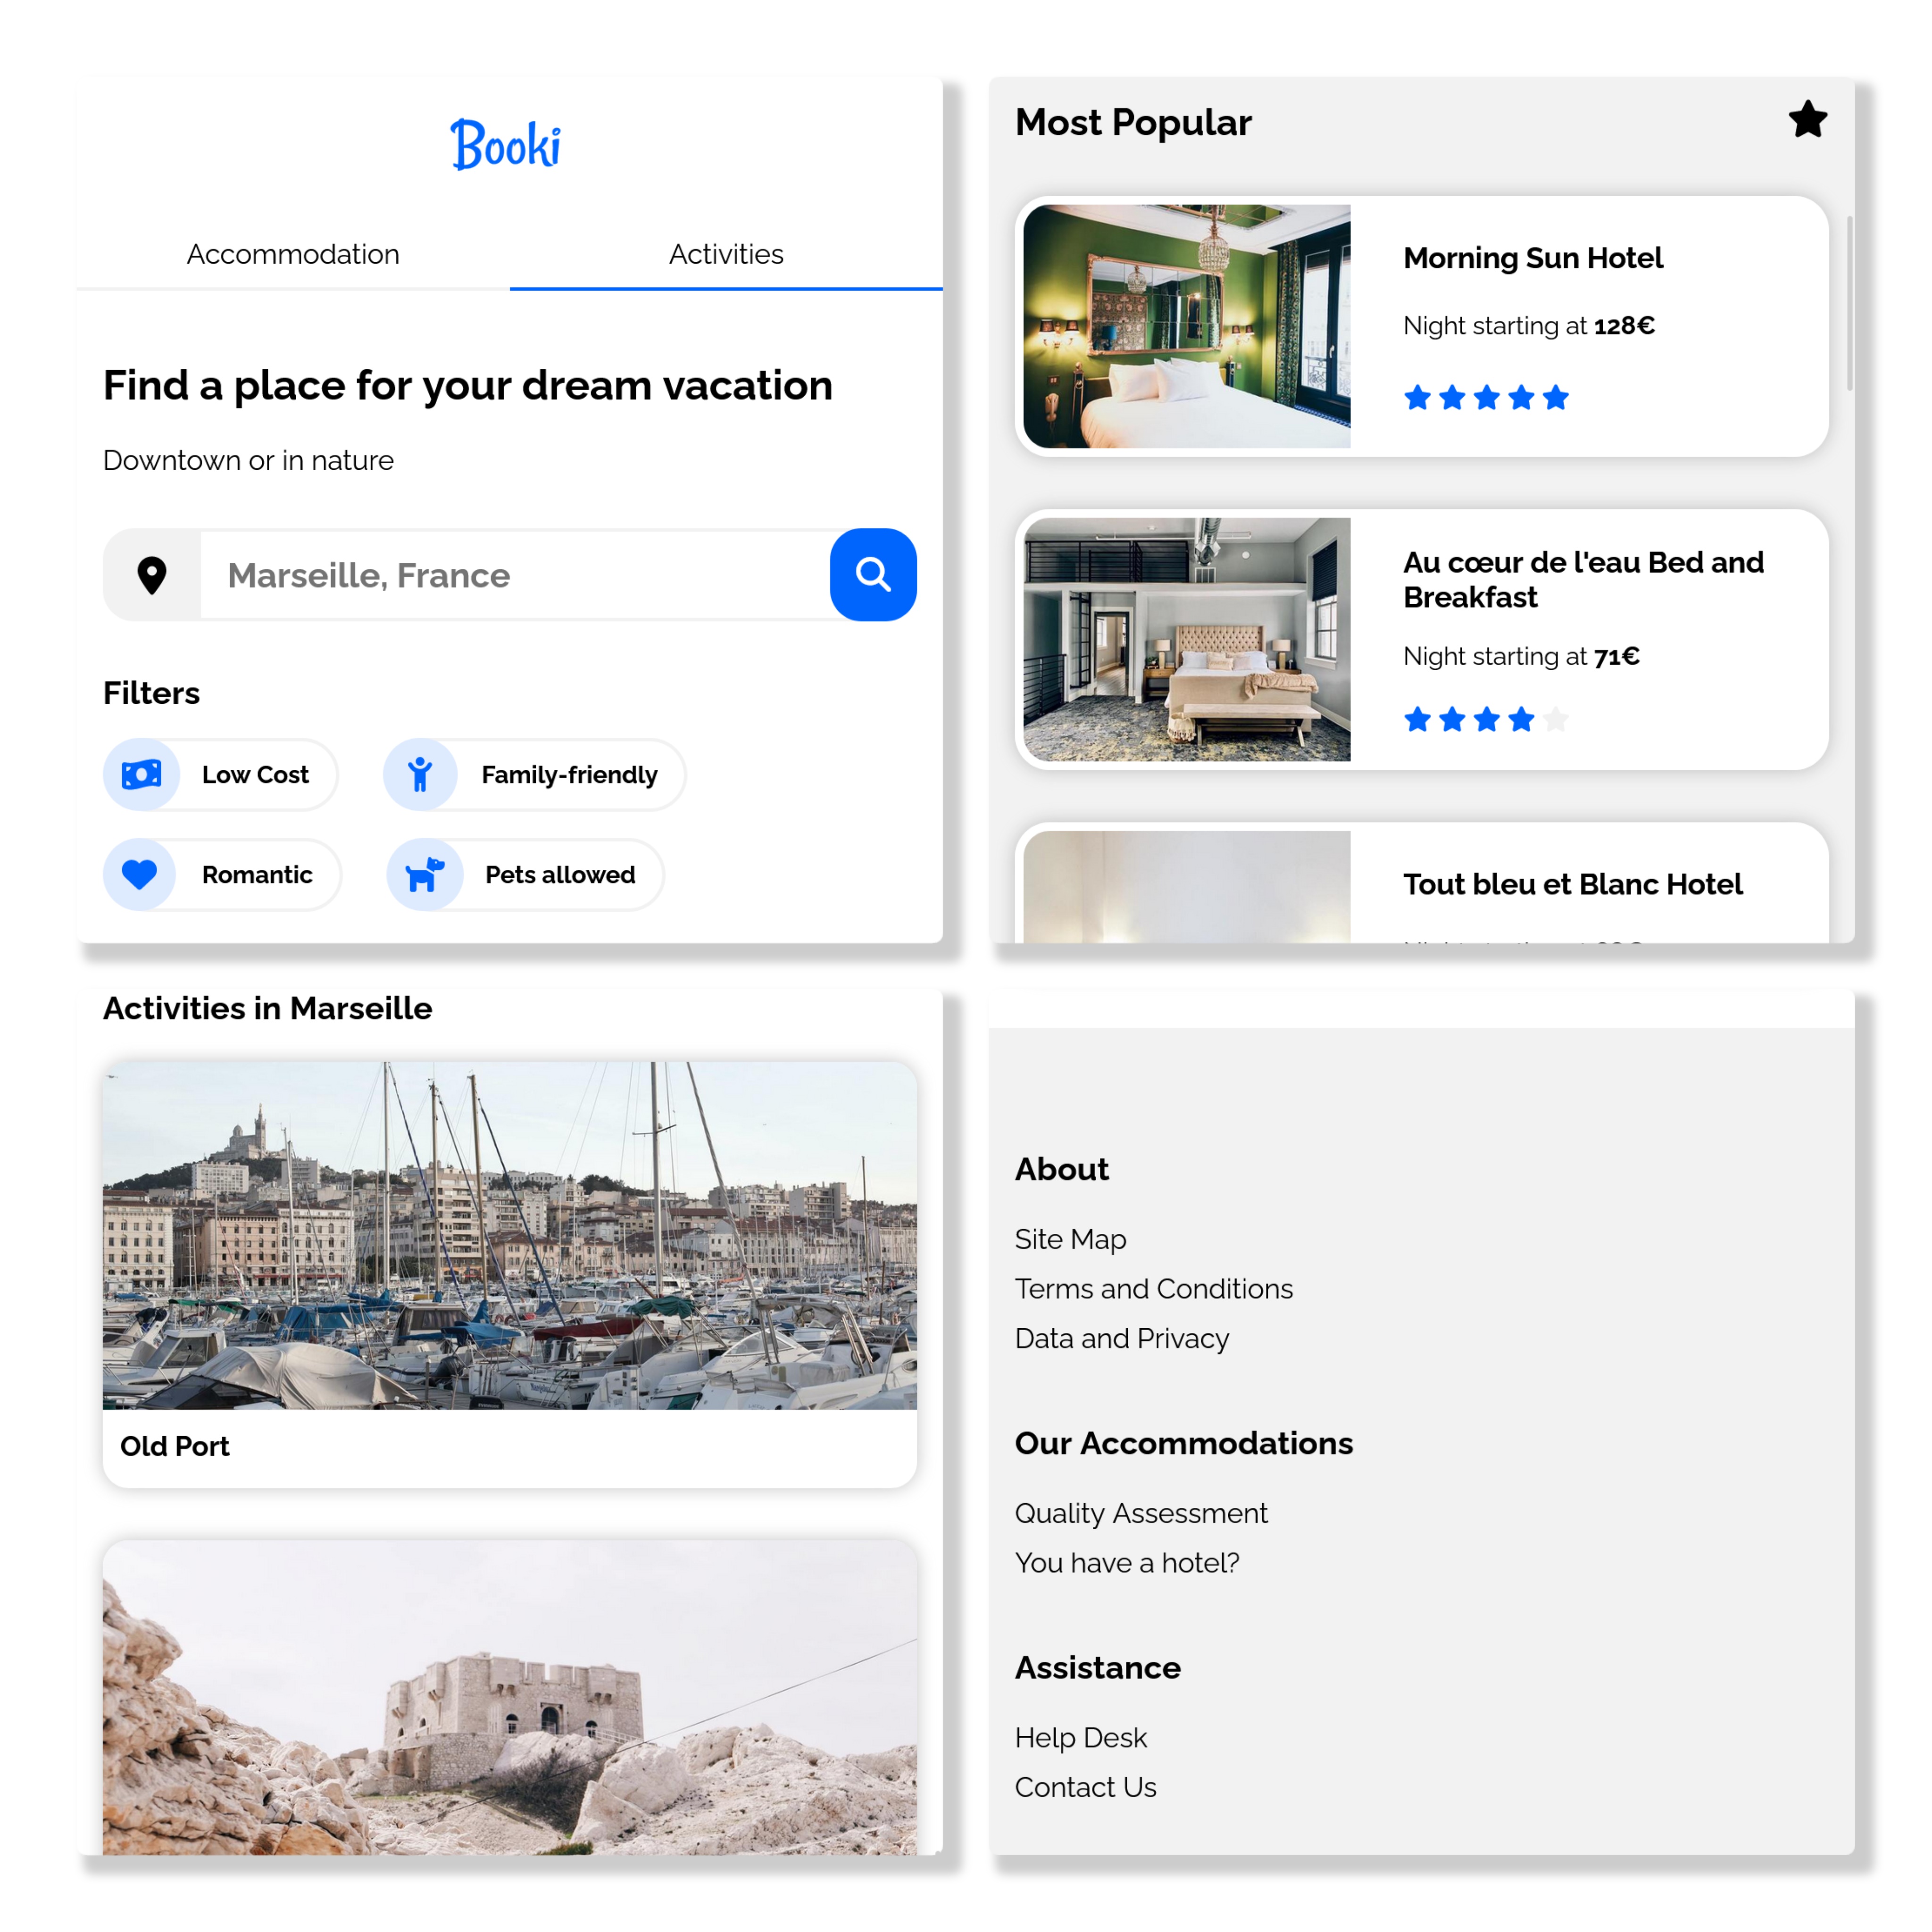 Booki
Accommodation
Activities
Find a place for your dream vacation
Downtown or in nature
Marseille, France
Filters
Low Cost
Family-friendly
Romantic
Pets allowed
Most Popular
Morning Sun Hotel
Night starting at 128€
Au cœur de l'eau Bed and
Breakfast
Night starting at 71€
Tout bleu et Blanc Hotel
Activities in Marseille
Old Port
About
Site Map
Terms and Conditions
Data and Privacy
Our Accommodations
Quality Assessment
You have a hotel?
Assistance
Help Desk
Contact Us